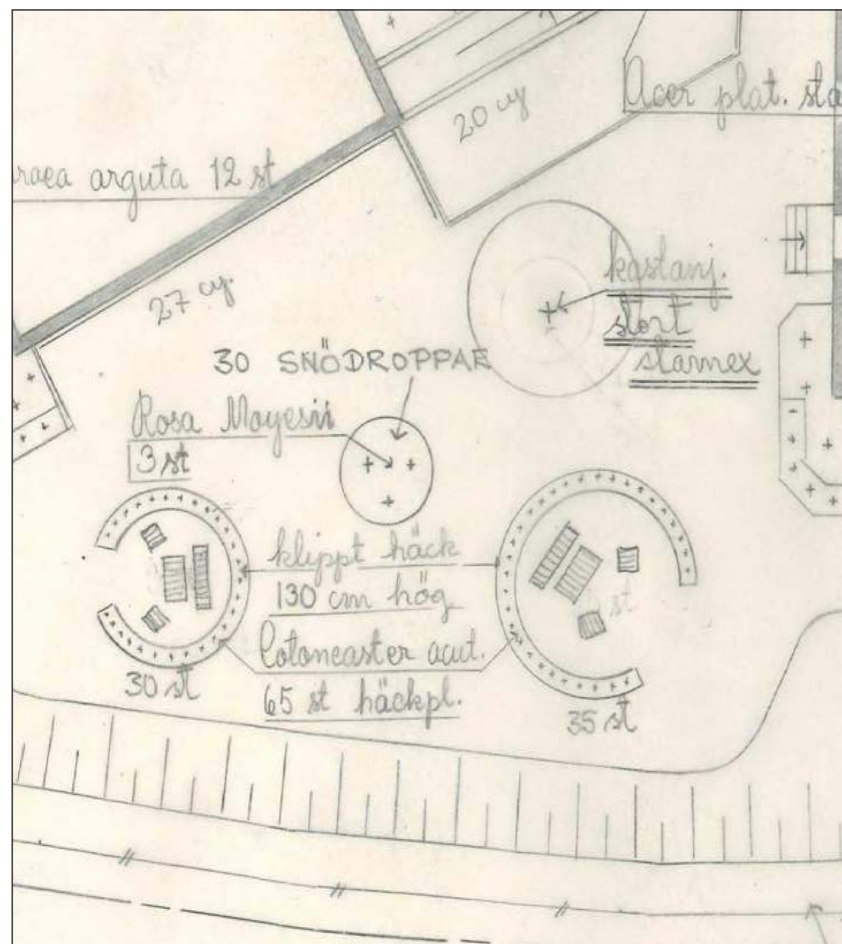 Acer plat. sta
20 cy
raea arguta 12 st
27 cy.
kastanj.
stort
stamex
30 SNÖDROPPAR
Rosa Moyesii
3 st
klippt häck
130 cm hög
Cotoneaster acut.
65 st häckpl.
30 st
35 st
st